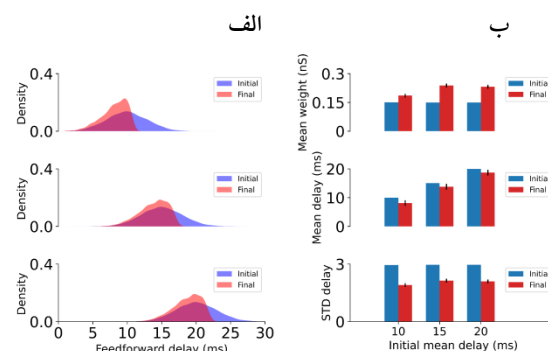 الف
ب
0.4
0.0
Density
Initial
Final
0.4
0.0
Density
Initial
Final
0.4
0.0
Density
Initial
Final
0 5 10 15 20 25 30
Feedforward delay (ms)
0.3
0.15
0
Mean weight (nS)
Initial
Final
20
10
0
Mean delay (ms)
Initial
Final
3
0
STD delay
Initial
Final
10 15 20
Initial mean delay (ms)